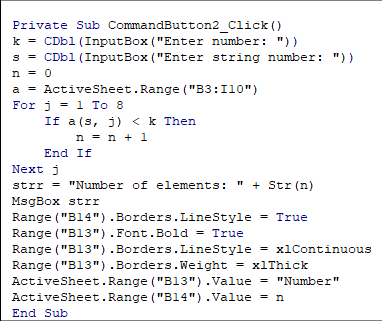 Private Sub CommandButton2_Click()
k = CDbl(InputBox("Enter number: "))
s = CDbl(InputBox("Enter string number: "))
n = 0
a = ActiveSheet.Range("B3:I10")
For j = 1 To 8
    If a(s, j) < k Then
        n = n + 1
    End If
Next j
strr = "Number of elements: " + Str(n)
MsgBox strr
Range("B14").Borders.LineStyle = True
Range("B13").Font.Bold = True
Range("B13").Borders.LineStyle = xlContinuous
Range("B13").Borders.Weight = xlThick
ActiveSheet.Range("B13").Value = "Number"
ActiveSheet.Range("B14").Value = n
End Sub